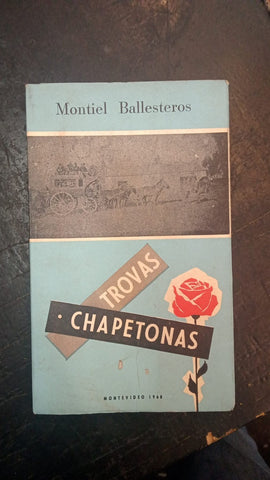 Montiel Ballesteros
TROVAS
· CHAPETONAS
MONTEVIDEO 1968